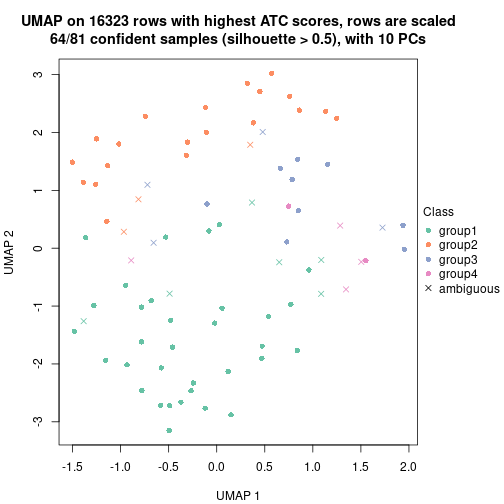 UMAP on 16323 rows with highest ATC scores, rows are scaled
64/81 confident samples (silhouette > 0.5), with 10 PCs
3
2
1
0
-1
-2
-3
UMAP 2
-1.5 -1.0 -0.5 0.0 0.5 1.0 1.5 2.0
UMAP 1
Class
group1
group2
group3
group4
ambiguous